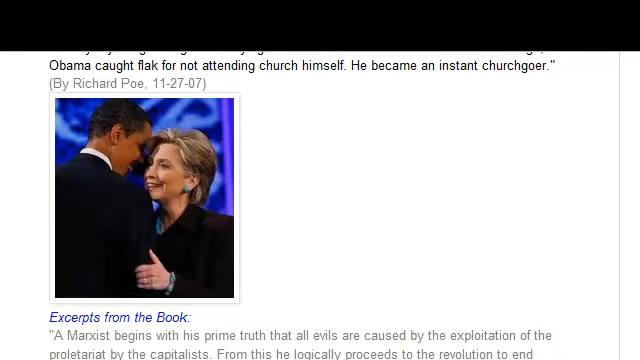 Obama caught flak for not attending church himself. He became an instant churchgoer."
(By Richard Poe, 11-27-07)
Excerpts from the Book:
"A Marxist begins with his prime truth that all evils are caused by the exploitation of the
proletariat by the capitalists. From this he logically proceeds to the revolution to end